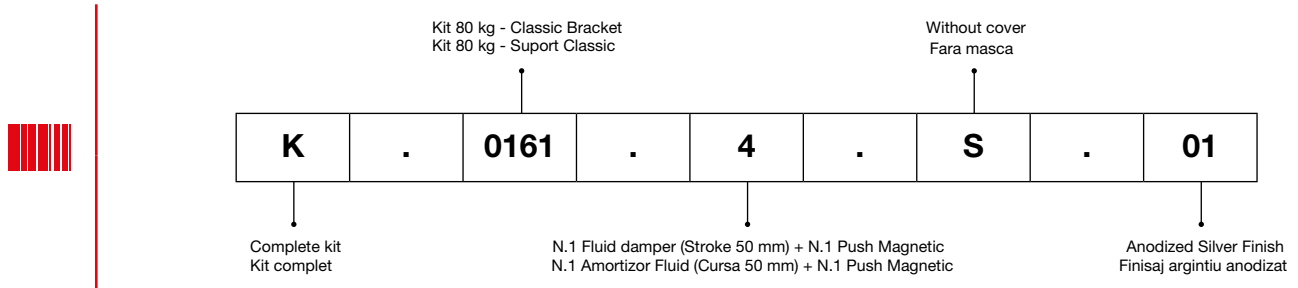 Kit 80 kg - Classic Bracket
Kit 80 kg - Suport Classic
Without cover
Fara masca
K . 0161 . 4 . S . 01
Complete kit
Kit complet
N.1 Fluid damper (Stroke 50 mm) + N.1 Push Magnetic
N.1 Amortizor Fluid (Cursa 50 mm) + N.1 Push Magnetic
Anodized Silver Finish
Finisaj argintiu anodizat